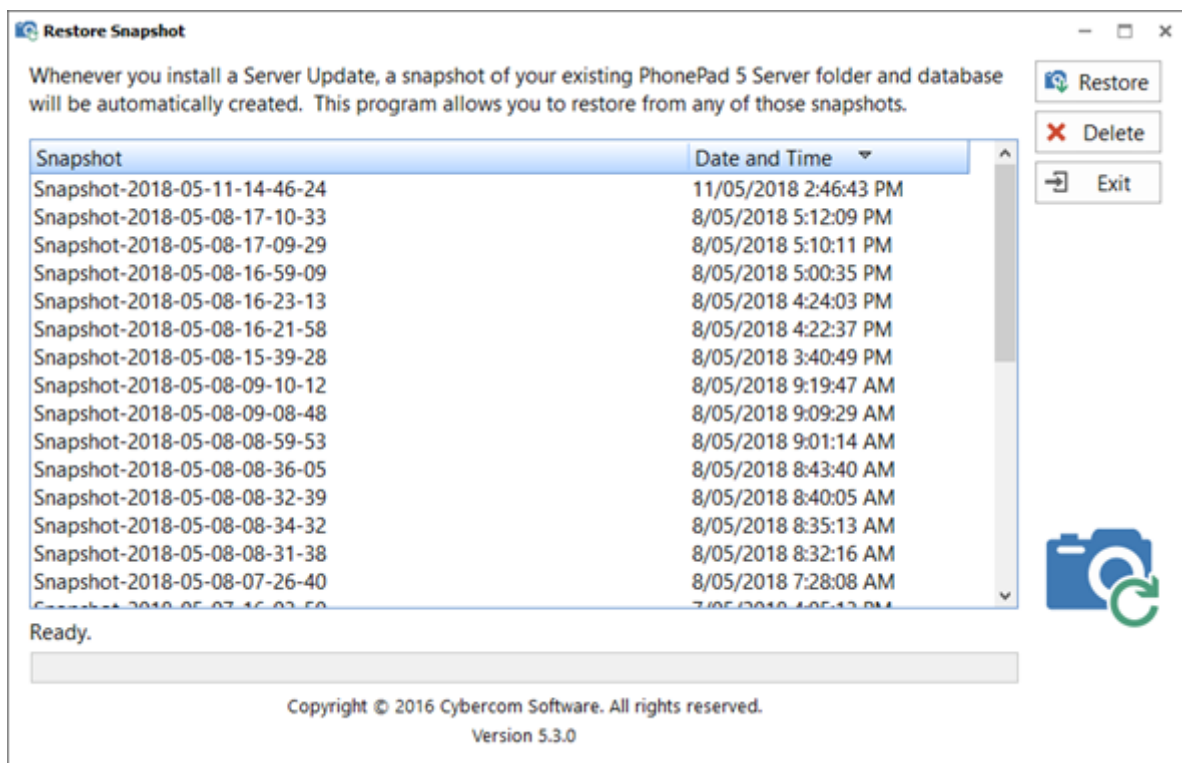 Restore Snapshot
Whenever you install a Server Update, a snapshot of your existing PhonePad 5 Server folder and database
will be automatically created.  This program allows you to restore from any of those snapshots.
Restore
Delete
Exit
Snapshot Date and Time
Snapshot-2018-05-11-14-46-24 11/05/2018 2:46:43 PM
Snapshot-2018-05-08-17-10-33 8/05/2018 5:12:09 PM
Snapshot-2018-05-08-17-09-29 8/05/2018 5:10:11 PM
Snapshot-2018-05-08-16-59-09 8/05/2018 5:00:35 PM
Snapshot-2018-05-08-16-23-13 8/05/2018 4:24:03 PM
Snapshot-2018-05-08-16-21-58 8/05/2018 4:22:37 PM
Snapshot-2018-05-08-15-39-28 8/05/2018 3:40:49 PM
Snapshot-2018-05-08-09-10-12 8/05/2018 9:19:47 AM
Snapshot-2018-05-08-09-08-48 8/05/2018 9:09:29 AM
Snapshot-2018-05-08-08-59-53 8/05/2018 9:01:14 AM
Snapshot-2018-05-08-08-36-05 8/05/2018 8:43:40 AM
Snapshot-2018-05-08-08-32-39 8/05/2018 8:40:05 AM
Snapshot-2018-05-08-08-34-32 8/05/2018 8:35:13 AM
Snapshot-2018-05-08-08-31-38 8/05/2018 8:32:16 AM
Snapshot-2018-05-08-07-26-40 8/05/2018 7:28:08 AM
Ready.
Copyright © 2016 Cybercom Software. All rights reserved.
Version 5.3.0